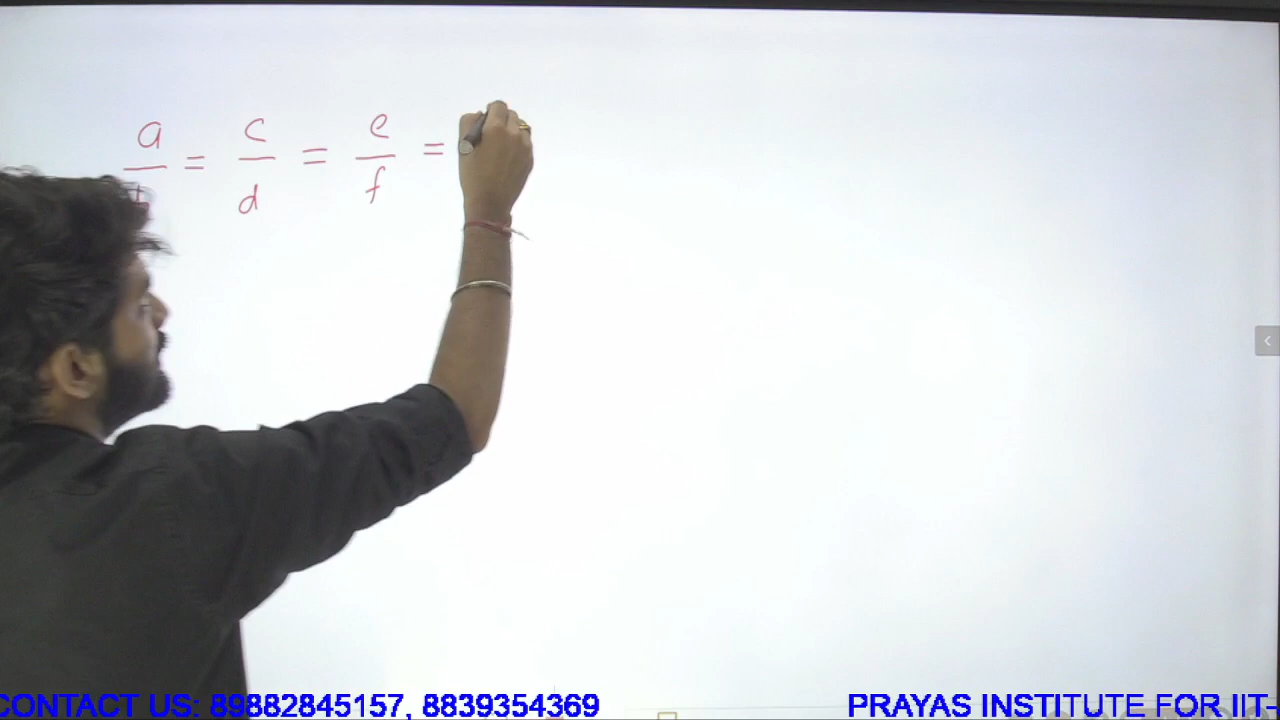 a/b = c/d = e/f =
CONTACT US: 89882845157, 8839354369 PRAYAS INSTITUTE FOR IIT-